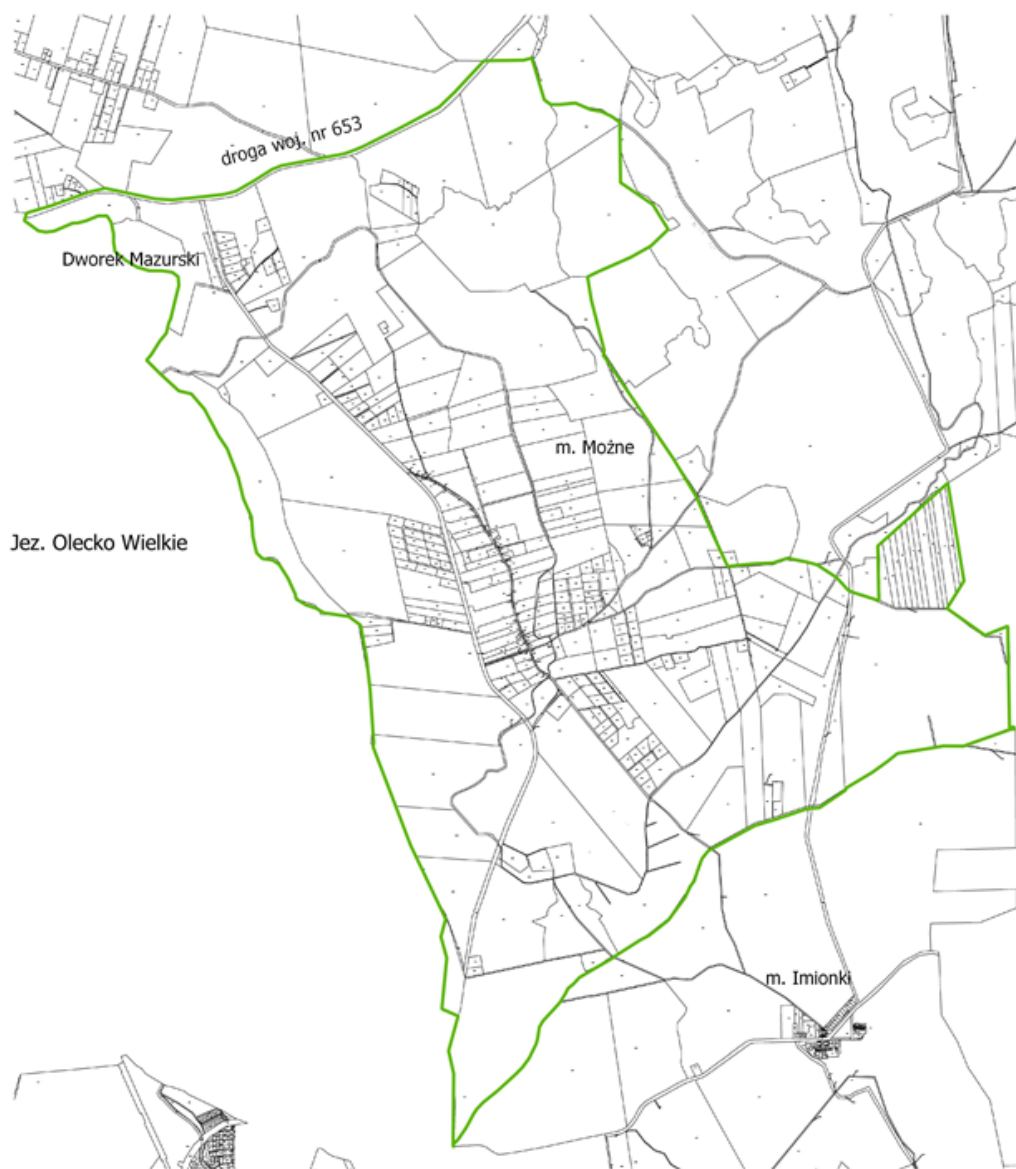 droga woj. nr 653
Dworek Mazurski
m. Możne
Jez. Olecko Wielkie
m. Imionki